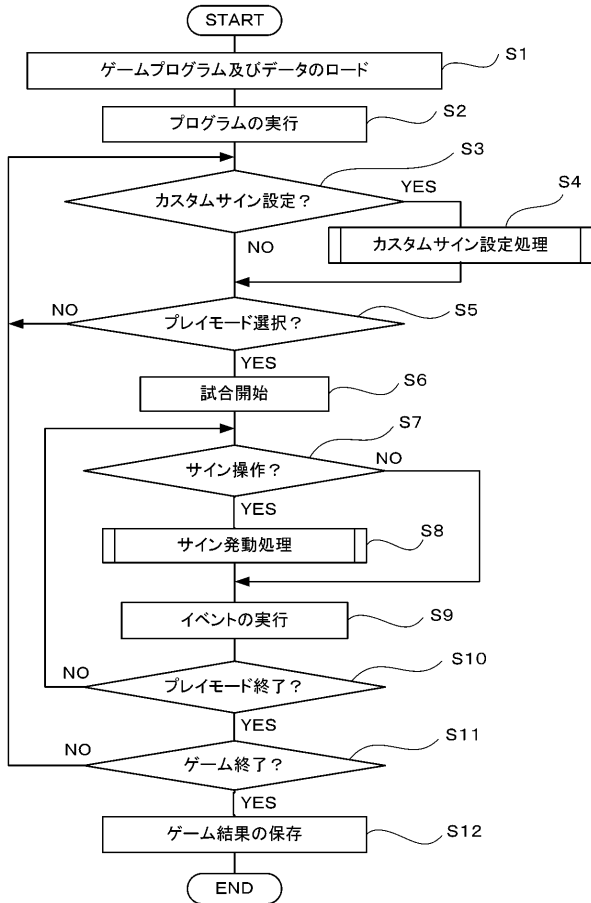 START
ゲームプログラム及びデータのロード
S1
プログラムの実行
S2
S3
カスタムサイン設定？
YES
S4
カスタムサイン設定処理
NO
NO
プレイモード選択？
S5
YES
試合開始
S6
S7
サイン操作？
NO
YES
サイン発動処理
S8
イベントの実行
S9
NO
プレイモード終了？
S10
YES
NO
ゲーム終了？
S11
YES
ゲーム結果の保存
S12
END